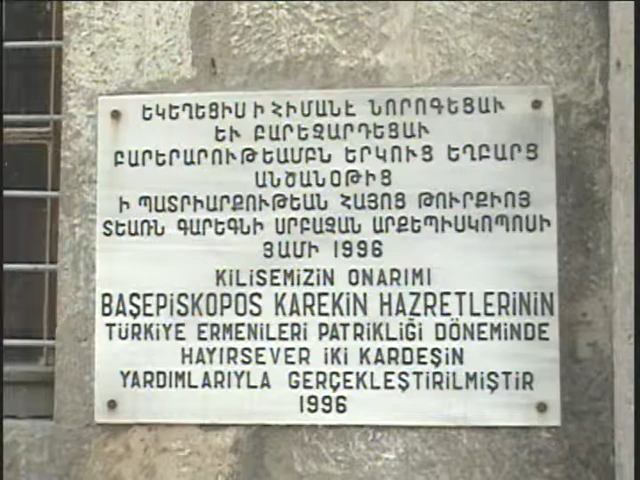 ԵԿԵՂԵՑԻՍ Ի ՀԻՄԱՆԷ ՆՈՐՈԳԵՑԱՒ
ԵՒ ԲԱՐԵԶԱՐԴԵՑԱՒ
ԲԱՐԵՐԱՐՈՒԹԵԱՄԲՆ ԵՐԿՈՒՑ ԵՂԲԱՐՑ
ԱՆԾԱՆՕԹԻՑ
Ի ՊԱՏՐԻԱՐՔՈՒԹԵԱՆ ՀԱՅՈՑ ԹՈՒՐՔԻՈՅ
ՏԵԱՌՆ ԳԱՐԵԳՆԻ ՍՐԲԱԶԱՆ ԱՐՔԵՊԻՍԿՈՊՈՍԻ
ՅԱՄԻ 1996
KİLİSEMİZİN ONARIMI
BAŞEPİSKOPOS KAREKİN HAZRETLERİNİN
TÜRKİYE ERMENİLERİ PATRİKLİĞİ DÖNEMİNDE
HAYIRSEVER İKİ KARDEŞİN
YARDIMLARIYLA GERÇEKLEŞTİRİLMİŞTİR
1996